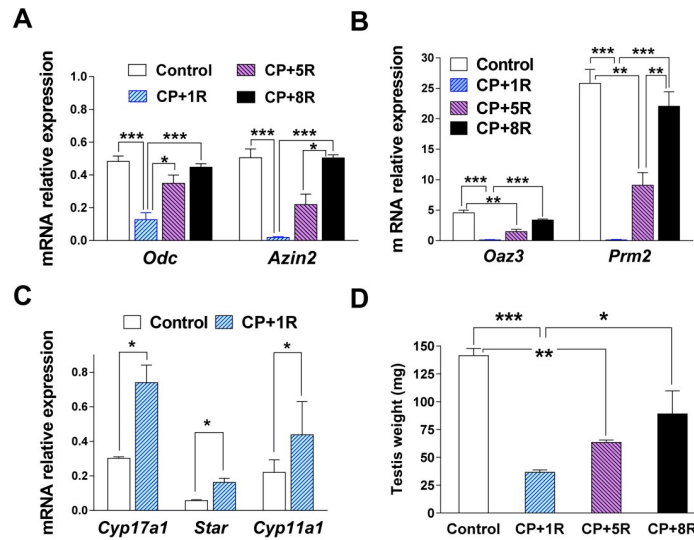 A
mRNA relative expression
1.0
0.8
0.6
0.4
0.2
0.0
Control
CP+5R
CP+1R
CP+8R
***
***
*
***
***
*
Odc
Azin2
B
m RNA relative expression
30
25
20
15
10
5
0
Control
CP+1R
CP+5R
CP+8R
***
***
**
**
***
***
**
Oaz3
Prm2
C
mRNA relative expression
0.8
0.6
0.4
0.2
0.0
Control
CP+1R
*
*
*
Cyp17a1
Star
Cyp11a1
D
Testis weight (mg)
150
125
100
75
50
25
0
***
*
**
Control
CP+1R
CP+5R
CP+8R